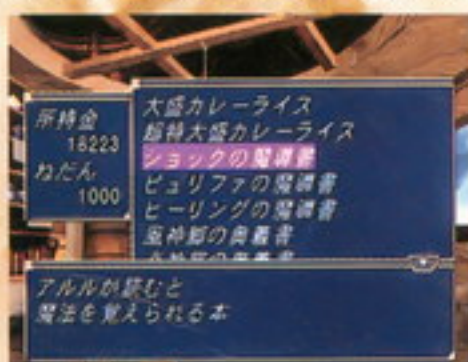 所持金
18223
ねだん
1000
大盛カレーライス
超特大盛カレーライス
ショックの魔導書
ピュリファの魔導書
ヒーリングの魔導書
風神脚の奥義書
アルルが読むと
魔法を覚えられる本